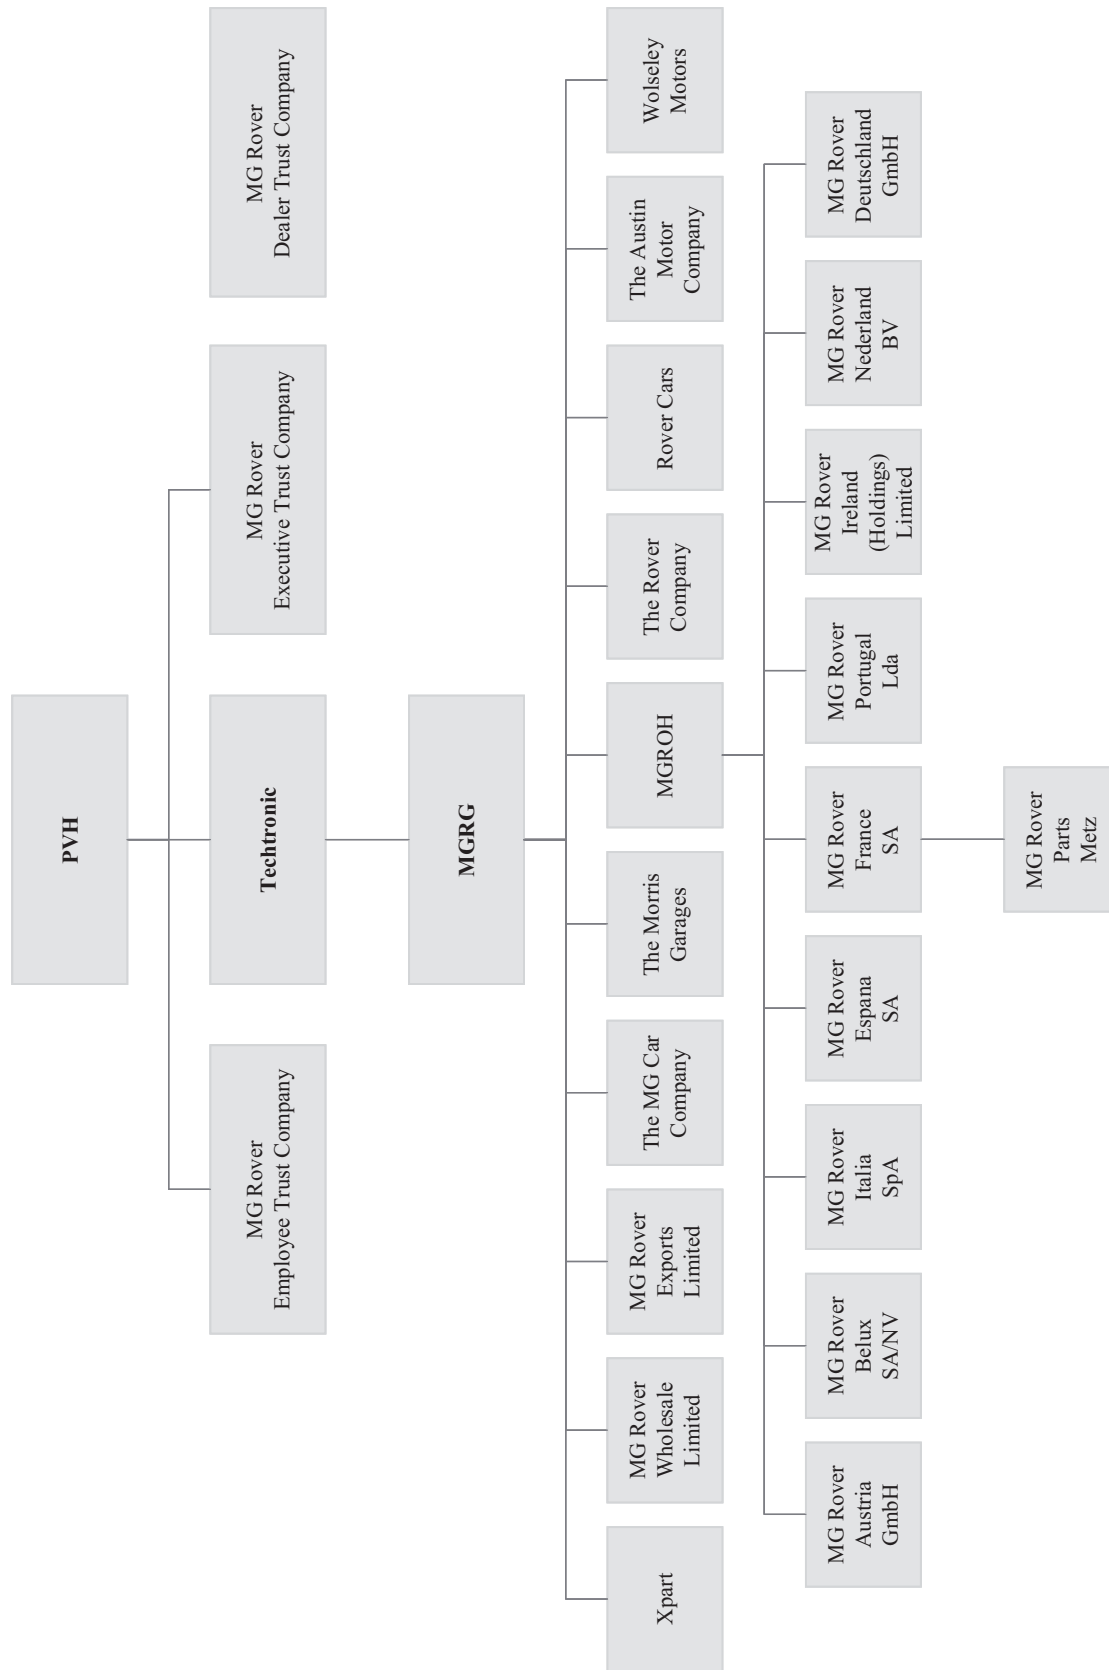 PVH
MG Rover
Employee Trust Company
Techtronic
MG Rover
Executive Trust Company
MG Rover
Dealer Trust Company
MGRG
Xpart
MG Rover
Wholesale
Limited
MG Rover
Exports
Limited
The MG Car
Company
The Morris
Garages
MGROH
The Rover
Company
Rover Cars
The Austin
Motor
Company
Wolseley
Motors
MG Rover
Austria
GmbH
MG Rover
Belux
SA/NV
MG Rover
Italia
SpA
MG Rover
Espana
SA
MG Rover
France
SA
MG Rover
Portugal
Lda
MG Rover
Ireland
(Holdings)
Limited
MG Rover
Nederland
BV
MG Rover
Deutschland
GmbH
MG Rover
Parts
Metz